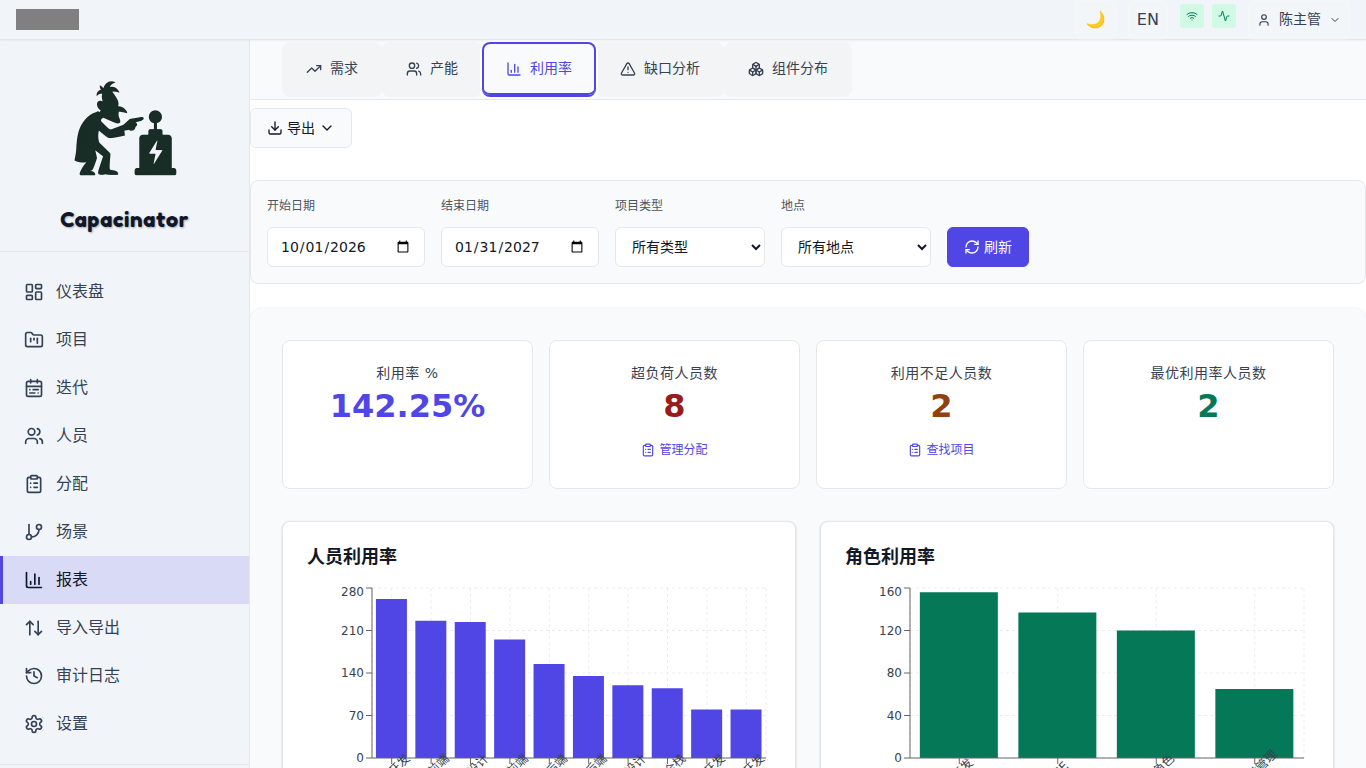 EN
陈主管
Capacinator
仪表盘
项目
迭代
人员
分配
场景
报表
导入导出
审计日志
设置
需求
产能
利用率
缺口分析
组件分布
导出
开始日期
结束日期
项目类型
地点
10/01/2026
01/31/2027
所有类型
所有地点
刷新
利用率 %
142.25%
超负荷人员数
8
管理分配
利用不足人员数
2
查找项目
最优利用率人员数
2
人员利用率
280
210
140
70
0
角色利用率
160
120
80
40
0